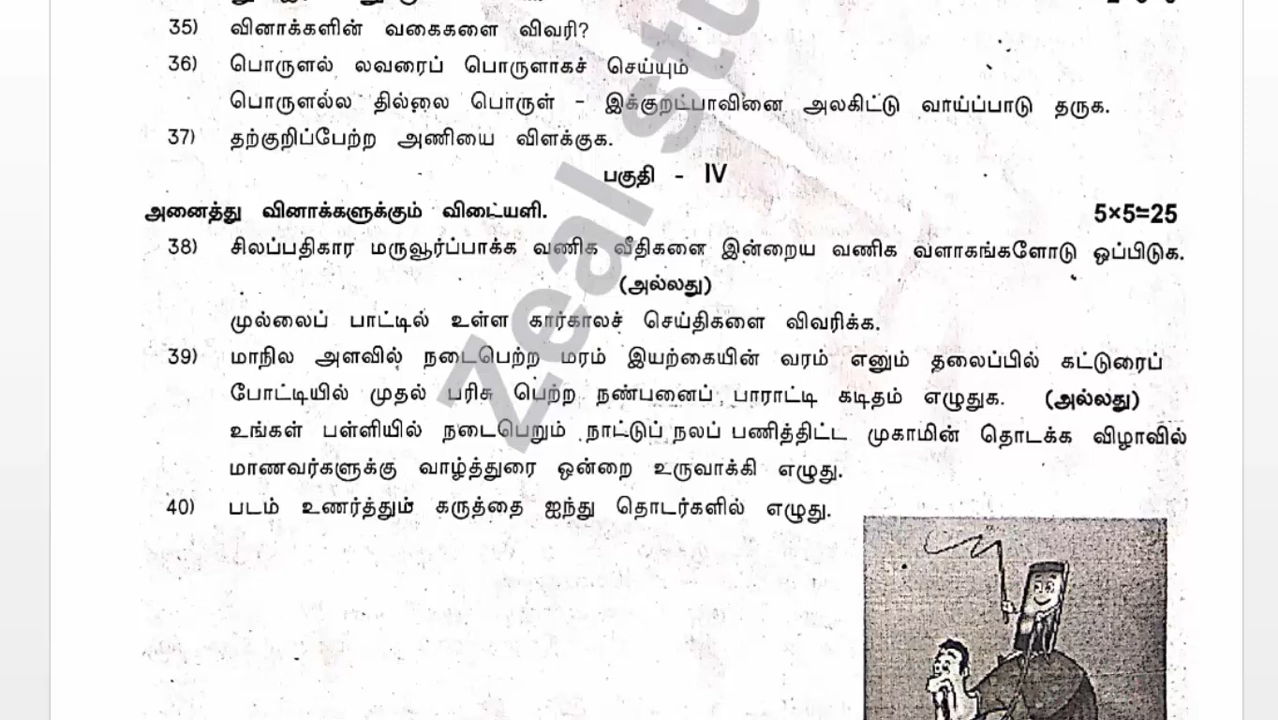 35) வினாக்களின் வகைகளை விவரி?
36) பொருளல் லவரைப் பொருளாகச் செய்யும்
பொருளல்ல தில்லை பொருள் - இக்குறட்பாவினை அலகிட்டு வாய்ப்பாடு தருக.
37) தற்குறிப்பேற்ற அணியை விளக்குக.
பகுதி - IV
அனைத்து வினாக்களுக்கும் விடையளி. 5×5=25
38) சிலப்பதிகார மருவூர்ப்பாக்க வணிக வீதிகளை இன்றைய வணிக வளாகங்களோடு ஒப்பிடுக.
(அல்லது)
முல்லைப் பாட்டில் உள்ள கார்காலச் செய்திகளை விவரிக்க.
39) மாநில அளவில் நடைபெற்ற மரம் இயற்கையின் வரம் எனும் தலைப்பில் கட்டுரைப்
போட்டியில் முதல் பரிசு பெற்ற நண்பனைப் பாராட்டி கடிதம் எழுதுக. (அல்லது)
உங்கள் பள்ளியில் நடைபெறும் நாட்டுப் நலப் பணித்திட்ட முகாமின் தொடக்க விழாவில்
மாணவர்களுக்கு வாழ்த்துரை ஒன்றை உருவாக்கி எழுது.
40) படம் உணர்த்தும் கருத்தை ஐந்து தொடர்களில் எழுது.
Zeal stu